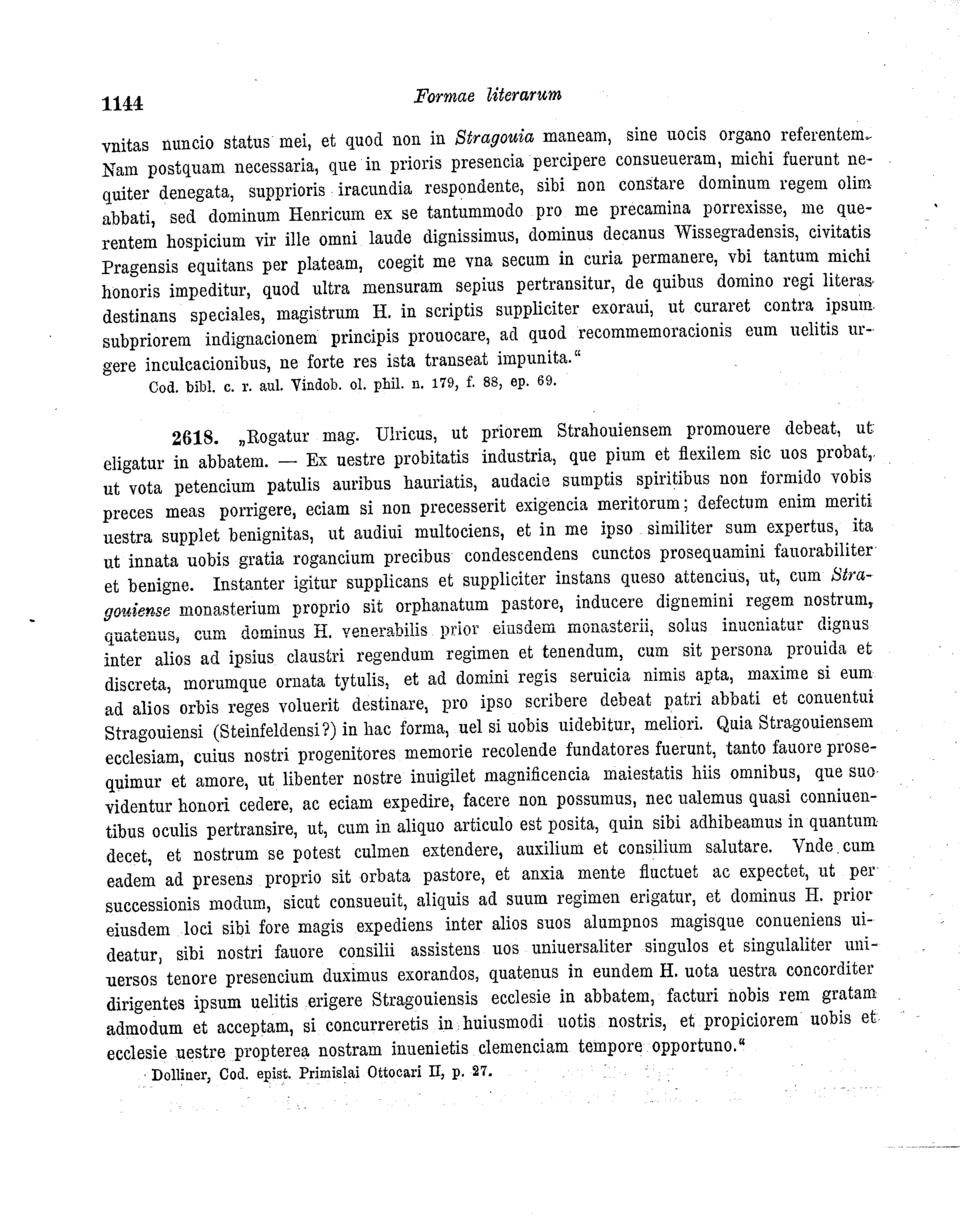 1144
Formae literarum
vnitas nuncio status mei, et quod non in Stragouia maneam, sine uocis organo referentem.
Nam postquam necessaria, que in prioris presencia percipere consueueram, michi fuerunt ne-
quiter denegata, supprioris iracundia respondente, sibi non constare dominum regem olim
abbati, sed dominum Henricum ex se tantummodo pro me precamina porrexisse, me que-
rentem hospicium vir ille omni laude dignissimus, dominus decanus Wissegradensis, civitatis
Pragensis equitans per plateam, coegit me vna secum in curia permanere, vbi tantum michi
honoris impeditur, quod ultra mensuram sepius pertransitur, de quibus domino regi literas
destinans speciales, magistrum H. in scriptis suppliciter exoraui, ut curaret contra ipsum
subpriorem indignacionem principis prouocare, ad quod recommemoracionis eum uelitis ur-
gere inculcacionibus, ne forte res ista transeat impunita.“
Cod. bibl. c. r. aul. Vindob. ol. phil. n. 179, f. 88, ep. 69.
2618. „Rogatur mag. Ulricus, ut priorem Strahouiensem promouere debeat, ut
eligatur in abbatem. — Ex uestre probitatis industria, que pium et flexilem sic uos probat,
ut vota petencium patulis auribus hauriatis, audacie sumptis spiritibus non formido vobis
preces meas porrigere, eciam si non precesserit exigencia meritorum; defectum enim meriti
uestra supplet benignitas, ut audiui multociens, et in me ipso similiter sum expertus, ita
ut innata uobis gratia rogancium precibus condescendens cunctos prosequamini fauorabiliter
et benigne. Instanter igitur supplicans et suppliciter instans queso attencius, ut, cum Stra-
gouiense monasterium proprio sit orphanatum pastore, inducere dignemini regem nostrum,
quatenus, cum dominus H. venerabilis prior eiusdem monasterii, solus inueniatur dignus
inter alios ad ipsius claustri regendum regimen et tenendum, cum sit persona prouida et
discreta, morumque ornata tytulis, et ad domini regis seruicia nimis apta, maxime si eum
ad alios orbis reges voluerit destinare, pro ipso scribere debeat patri abbati et conuentui
Stragouiensi (Steinfeldensi?) in hac forma, uel si uobis uidebitur, meliori. Quia Stragouiensem
ecclesiam, cuius nostri progenitores memorie recolende fundatores fuerunt, tanto fauore prose-
quimur et amore, ut libenter nostre inuigilet magnificencia maiestatis hiis omnibus, que suo
videntur honori cedere, ac eciam expedire, facere non possumus, nec ualemus quasi conniuen-
tibus oculis pertransire, ut, cum in aliquo articulo est posita, quin sibi adhibeamus in quantum
decet, et nostrum se potest culmen extendere, auxilium et consilium salutare. Vnde cum
eadem ad presens proprio sit orbata pastore, et anxia mente fluctuet ac expectet, ut per
successionis modum, sicut consueuit, aliquis ad suum regimen erigatur, et dominus H. prior
eiusdem loci sibi fore magis expediens inter alios suos alumpnos magisque conueniens ui-
deatur, sibi nostri fauore consilii assistens uos uniuersaliter singulos et singulaliter uni-
uersos tenore presencium duximus exorandos, quatenus in eundem H. uota uestra concorditer
dirigentes ipsum uelitis erigere Stragouiensis ecclesie in abbatem, facturi nobis rem gratam
admodum et acceptam, si concurreretis in huiusmodi uotis nostris, et propiciorem uobis et
ecclesie uestre propterea nostram inuenietis clemenciam tempore opportuno.“
Dolliner, Cod. epist. Primislai Ottocari II, p. 27.